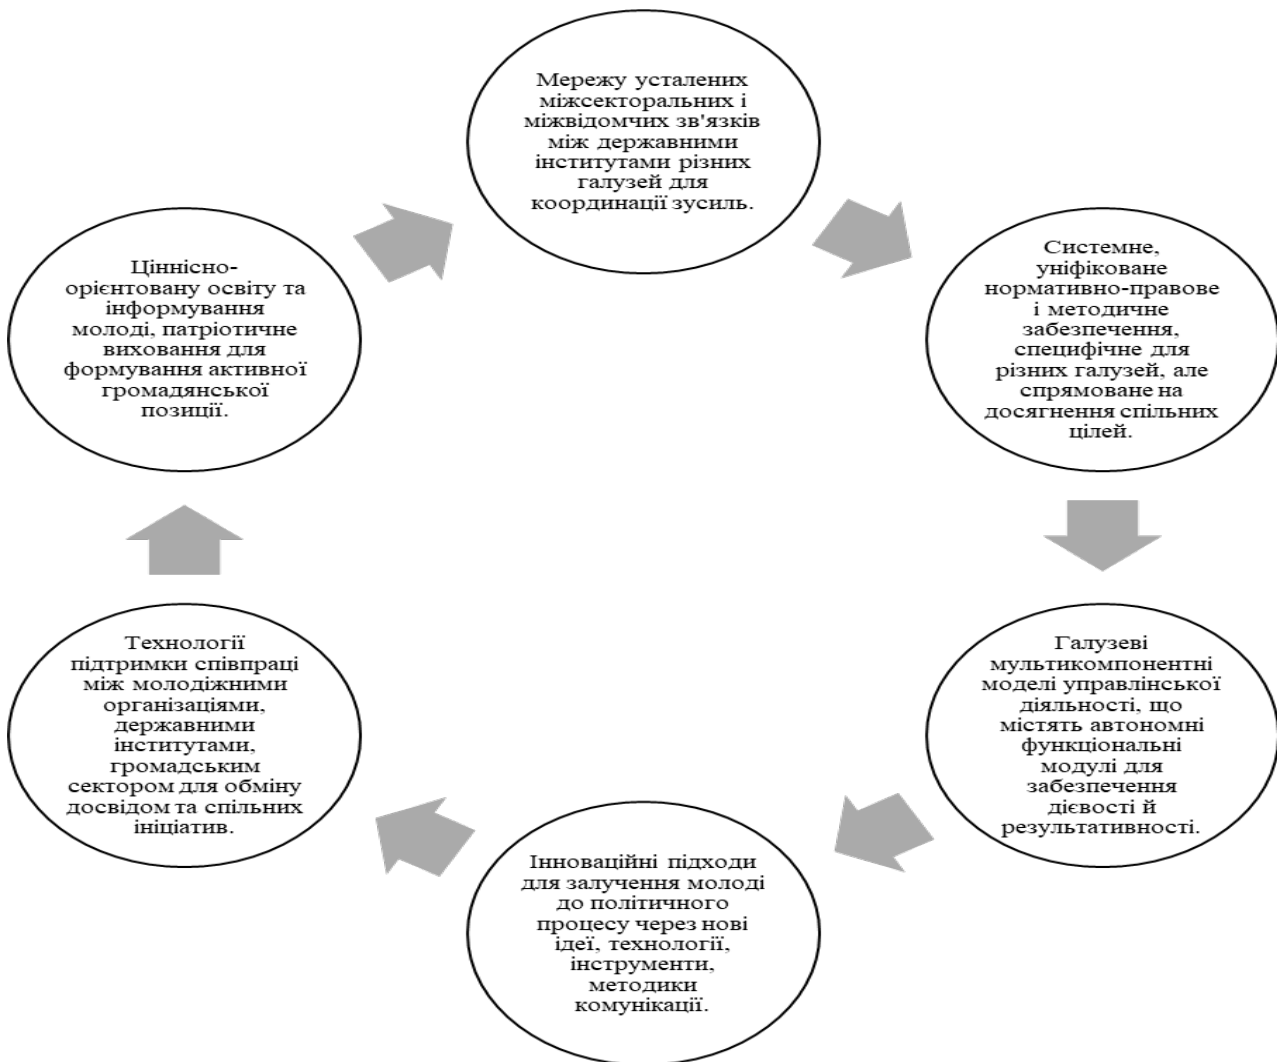 Мережу усталених
міжсекторальних і
міжвідомчих зв'язків
між державними
інститутами різних
галузей для
координації зусиль.
Системне,
уніфіковане
нормативно-правове
і методичне
забезпечення,
специфічне для
різних галузей, але
спрямоване на
досягнення спільних
цілей.
Галузеві
мультикомпонентні
моделі управлінської
діяльності, що
містять автономні
функціональні
модулі для
забезпечення
дієвості й
результативності.
Інноваційні підходи
для залучення молоді
до політичного
процесу через нові
ідеї, технології,
інструменти,
методики
комунікації.
Технології
підтримки співпраці
між молодіжними
організаціями,
державними
інститутами,
громадським
сектором для обміну
досвідом та спільних
ініціатив.
Ціннісно-
орієнтовану освіту та
інформування
молоді, патріотичне
виховання для
формування активної
громадянської
позиції.